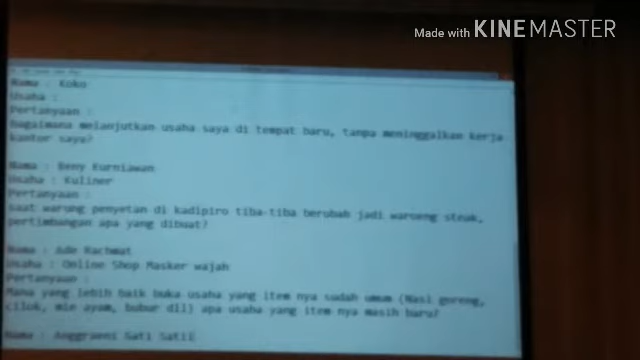 Made with KINEMASTER
Nama : Koko
Usaha :
Pertanyaan :
Bagaimana melanjutkan usaha saya di tempat baru, tanpa meninggalkan kerja
kantor saya?
Nama : Beny Kurniawan
Usaha : Kuliner
Pertanyaan :
saat warung penyetan di kadipiro tiba-tiba berubah jadi waroeng steak,
pertimbangan apa yang dibuat?
Nama : Ade Rachmat
Usaha : Online Shop Masker wajah
Pertanyaan :
Mana yang lebih baik buka usaha yang item nya sudah umum (Nasi goreng,
cilok, mie ayam, bubur dll) apa usaha yang item nya masih baru?
Nama : Anggraeni Sati